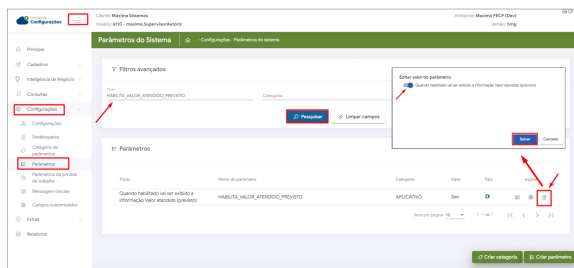 Central de
Configurações
Cliente: Máxima Sistemas
Usuário: 8110 - maxima.SupervisorAutoriz
Ambiente: Maxima FECP (Dev)
Versão: hmg
Parâmetros do Sistema
Configurações · Parâmetros do sistema
Principal
Cadastros
Inteligência de Negócio
Consultas
Configurações
Configurações
Desbloqueios
Categoria de
parâmetros
Parâmetros
Parâmetros da jornada
de trabalho
Mensagem circular
Campos customizados
Extras
Relatórios
Filtros avançados
Título
HABILITA_VALOR_ATENDIDO_PREVISTO
Categoria
Pesquisar
Limpar campos
Editar valor do parâmetro
Quando habilitado vai ser exibido a informação Valor atendido (previsto)
Salvar
Cancelar
Parâmetros
Título
Nome do parâmetro
Categoria
Valor
Tipo
Ações
Quando habilitado vai ser exibido a
informação Valor atendido (previsto)
HABILITA_VALOR_ATENDIDO_PREVISTO
APLICATIVO
Sim
Itens por página 10
1 - 1 de 1
Criar categoria
Criar parâmetro